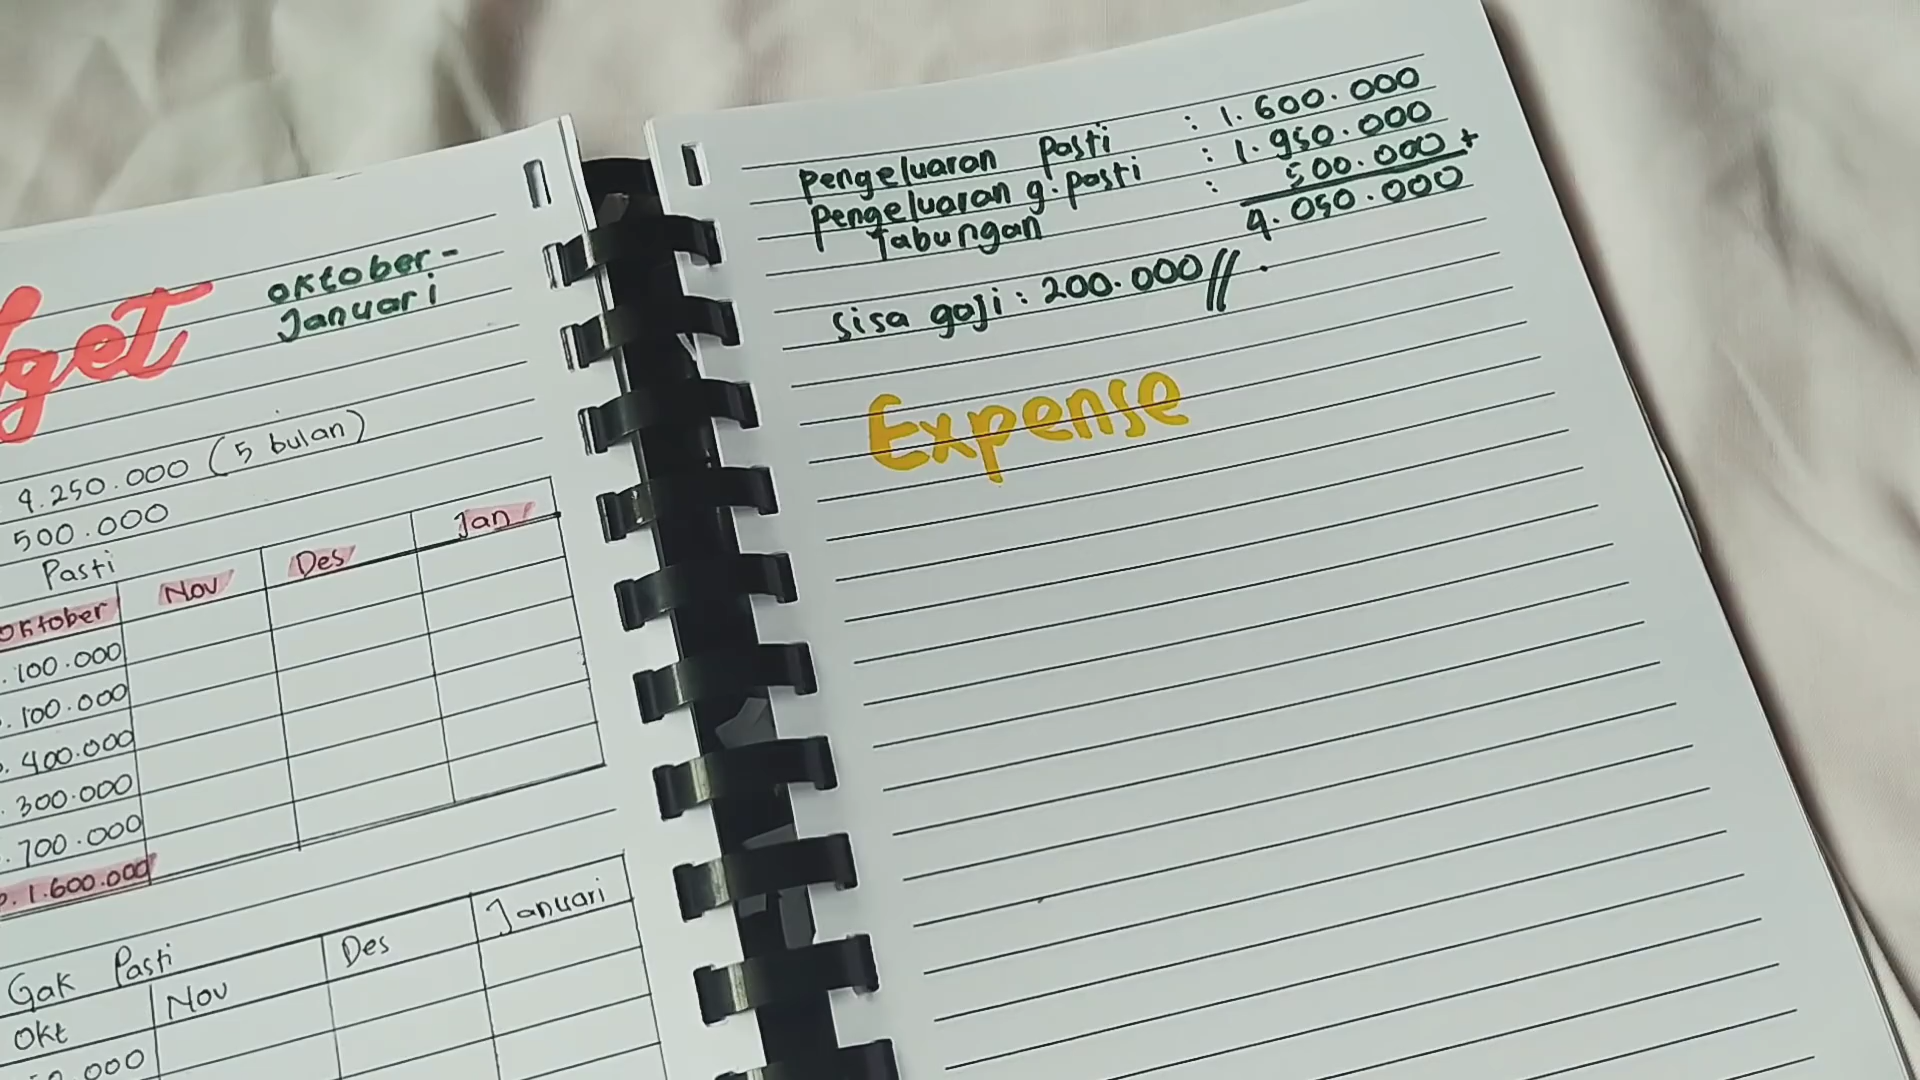 dget
oktober -
Januari
4.250.000 (5 bulan)
500.000
Pasti
oktober Nov Des Jan
. 100.000
. 100.000
. 400.000
. 300.000
. 700.000
. 1.600.000
Gak Pasti
Okt Nov Des Januari
0.000
pengeluaran pasti : 1.600.000
pengeluaran g.pasti : 1.950.000
Tabungan : 500.000 +
4.050.000
sisa gaji : 200.000 //.
Expense